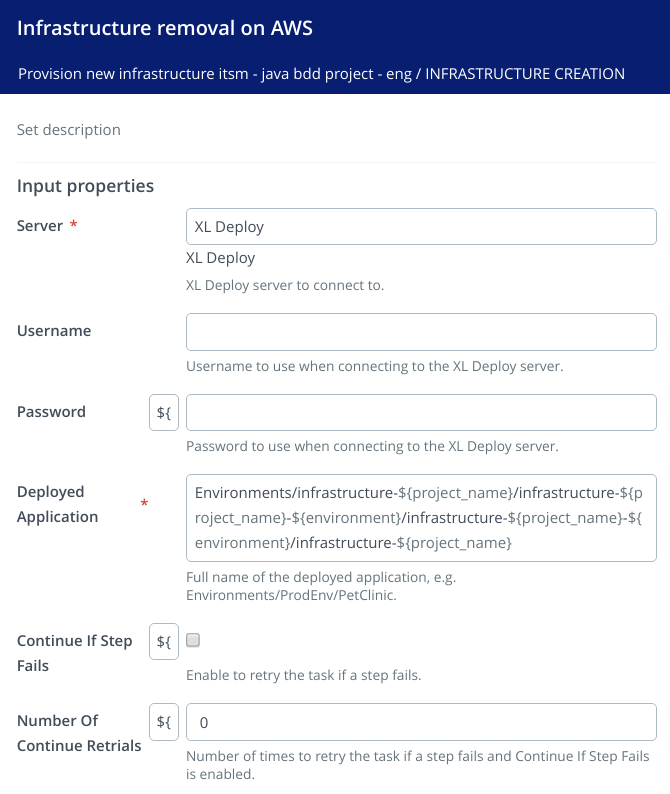 Infrastructure removal on AWS
Provision new infrastructure itsm - java bdd project - eng / INFRASTRUCTURE CREATION
Set description
Input properties
Server *
XL Deploy
XL Deploy
XL Deploy server to connect to.
Username
Username to use when connecting to the XL Deploy server.
Password
${
Password to use when connecting to the XL Deploy server.
Deployed
Application *
Environments/infrastructure-${project_name}/infrastructure-${p
roject_name}-${environment}/infrastructure-${project_name}-${
environment}/infrastructure-${project_name}
Full name of the deployed application, e.g.
Environments/ProdEnv/PetClinic.
Continue If Step
Fails
${
Enable to retry the task if a step fails.
Number Of
Continue Retrials
${
0
Number of times to retry the task if a step fails and Continue If Step Fails
is enabled.